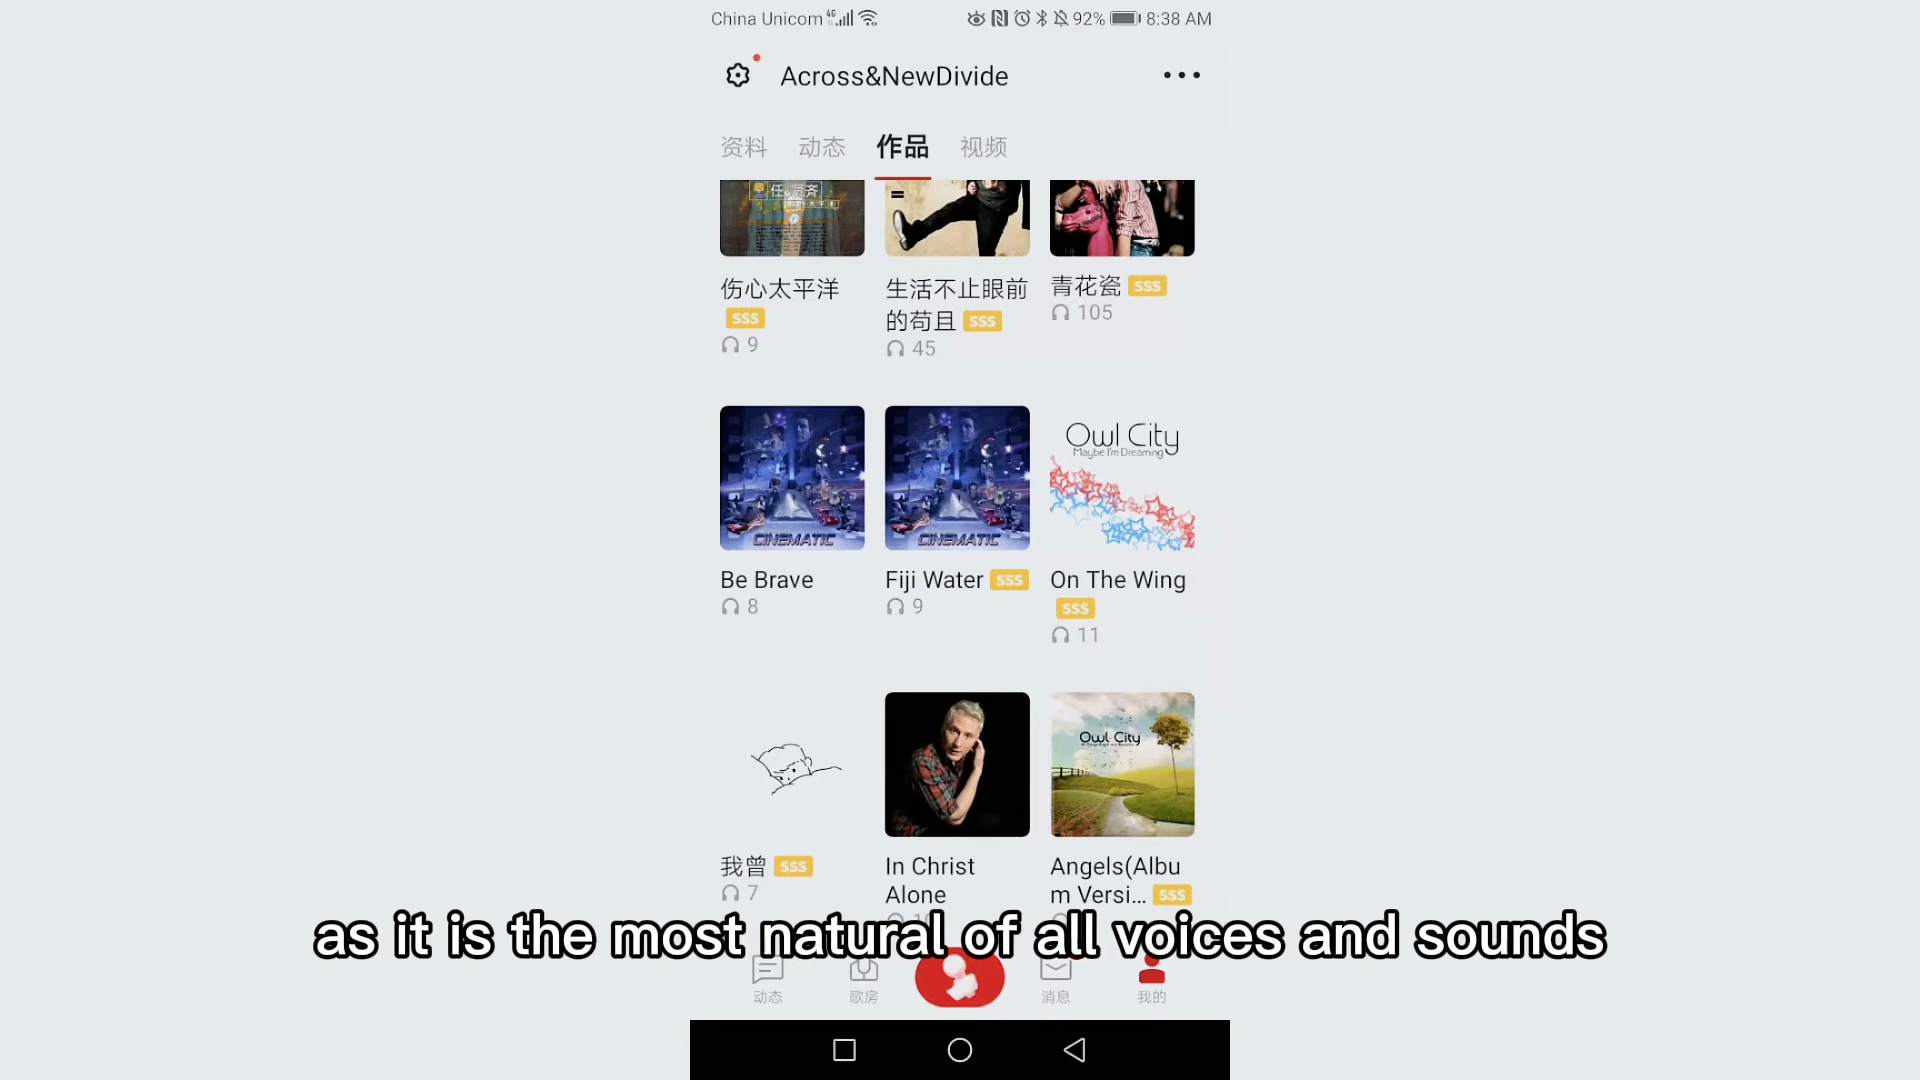 China Unicom 4G 92% 8:38 AM
Across&NewDivide
资料 动态 作品 视频
任贤齐
伤心太平洋
SSS
9
生活不止眼前
的苟且 SSS
45
青花瓷 SSS
105
CINEMATIC
Be Brave
8
CINEMATIC
Fiji Water SSS
9
Owl City
Maybe I'm Dreaming
On The Wing
SSS
11
我曾 SSS
7
In Christ
Alone
Owl City
Angels(Albu
m Versi... SSS
as it is the most natural of all voices and sounds
动态 歌房 消息 我的